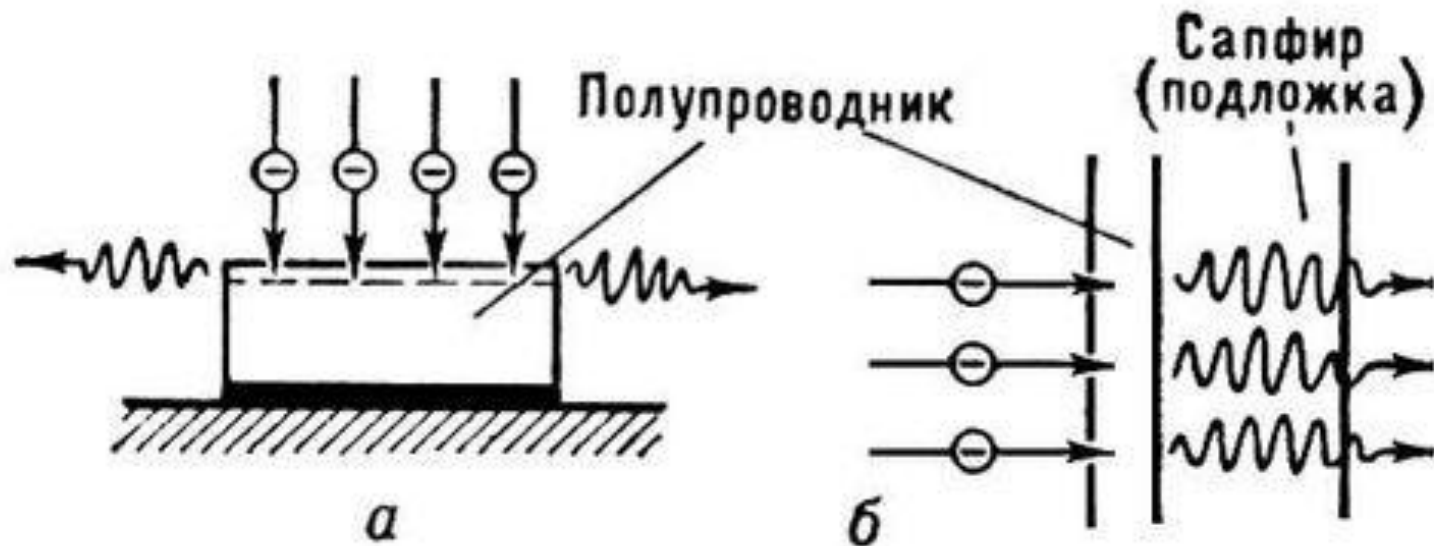 Полупроводник
Сапфир
(подложка)
а
б